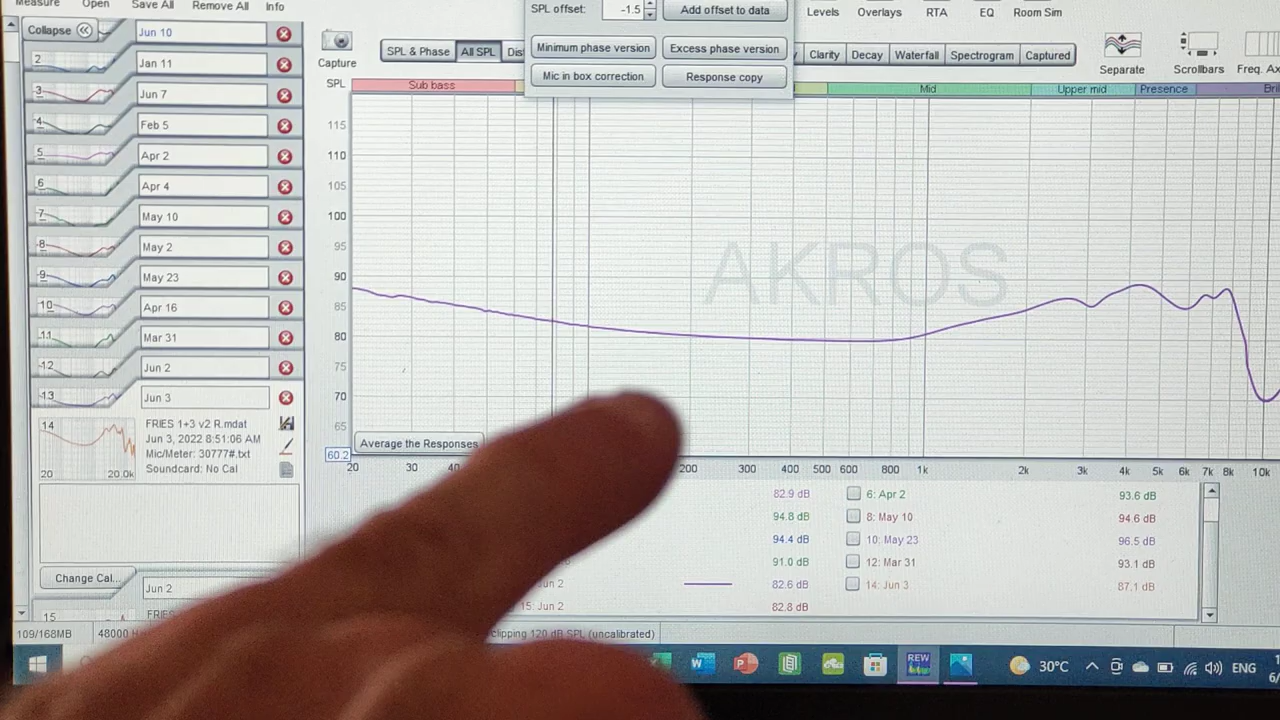 Measure Open Save All Remove All Info
SPL offset: -1.5 Add offset to data
Levels Overlays RTA EQ Room Sim
Collapse
Jun 10
Capture
SPL & Phase All SPL
Minimum phase version Excess phase version
Clarity Decay Waterfall Spectrogram Captured
Separate Scrollbars Freq. Ax
Mic in box correction Response copy
SPL Sub bass Mid Upper mid Presence Bril
2 Jan 11
3 Jun 7
4 Feb 5
5 Apr 2
6 Apr 4
7 May 10
8 May 2
9 May 23
10 Apr 16
11 Mar 31
12 Jun 2
13 Jun 3
115
110
105
100
95
90
85
80
75
70
65
60.2
AKROS
Average the Responses
20 30 40 200 300 400 500 600 800 1k 2k 3k 4k 5k 6k 7k 8k 10k
14
FRIES 1+3 v2 R.mdat
Jun 3, 2022 8:51:06 AM
Mic/Meter: 30777#.txt
Soundcard: No Cal
20 20.0k
82.9 dB 6: Apr 2 93.6 dB
94.8 dB 8: May 10 94.6 dB
94.4 dB 10: May 23 96.5 dB
91.0 dB 12: Mar 31 93.1 dB
Jun 2 82.6 dB 14: Jun 3 87.1 dB
15: Jun 2 82.8 dB
Change Cal...
Jun 2
15
109/168MB 48000 clipping 120 dB SPL (uncalibrated)
REW
30°C ENG